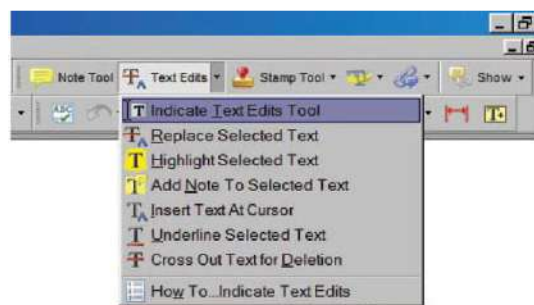 Note Tool Text Edits Stamp Tool Show
Indicate Text Edits Tool
Replace Selected Text
Highlight Selected Text
Add Note To Selected Text
Insert Text At Cursor
Underline Selected Text
Cross Out Text for Deletion
How To...Indicate Text Edits